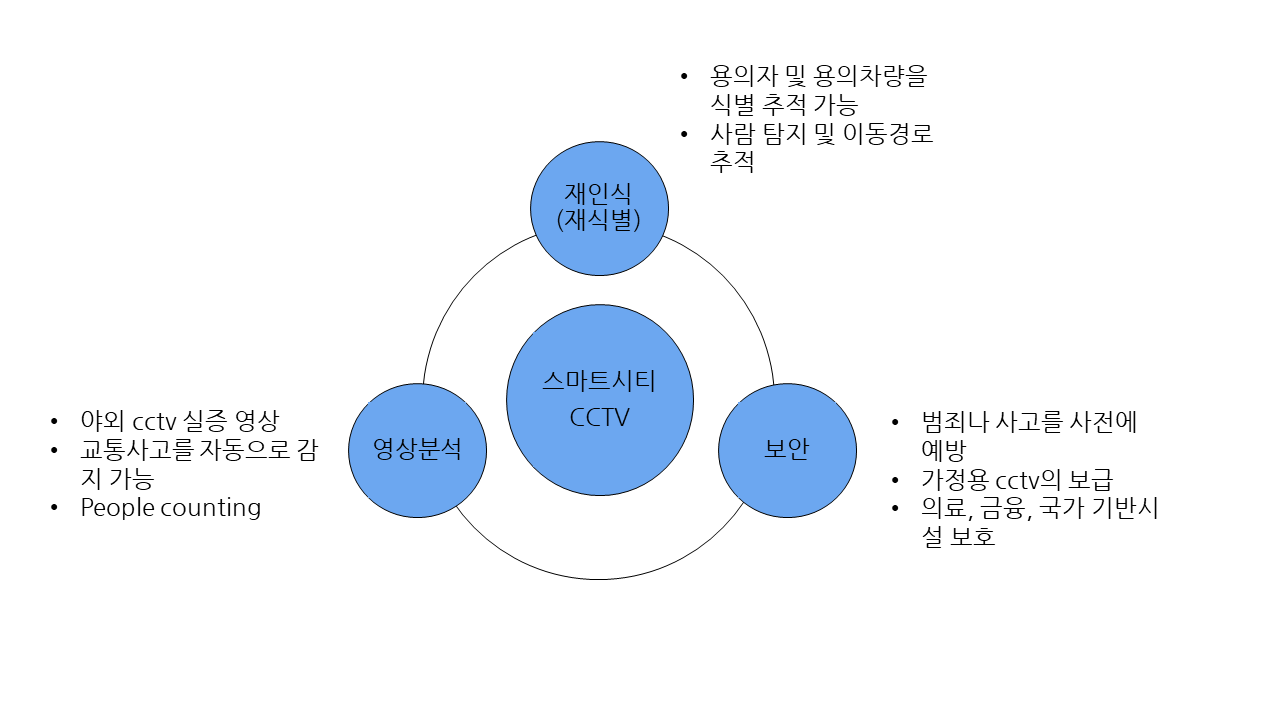 • 용의자 및 용의차량을
식별 추적 가능
• 사람 탐지 및 이동경로
추적
재인식
(재식별)
스마트시티
CCTV
• 야외 cctv 실증 영상
• 교통사고를 자동으로 감
지 가능
• People counting
영상분석
보안
• 범죄나 사고를 사전에
예방
• 가정용 cctv의 보급
• 의료, 금융, 국가 기반시
설 보호